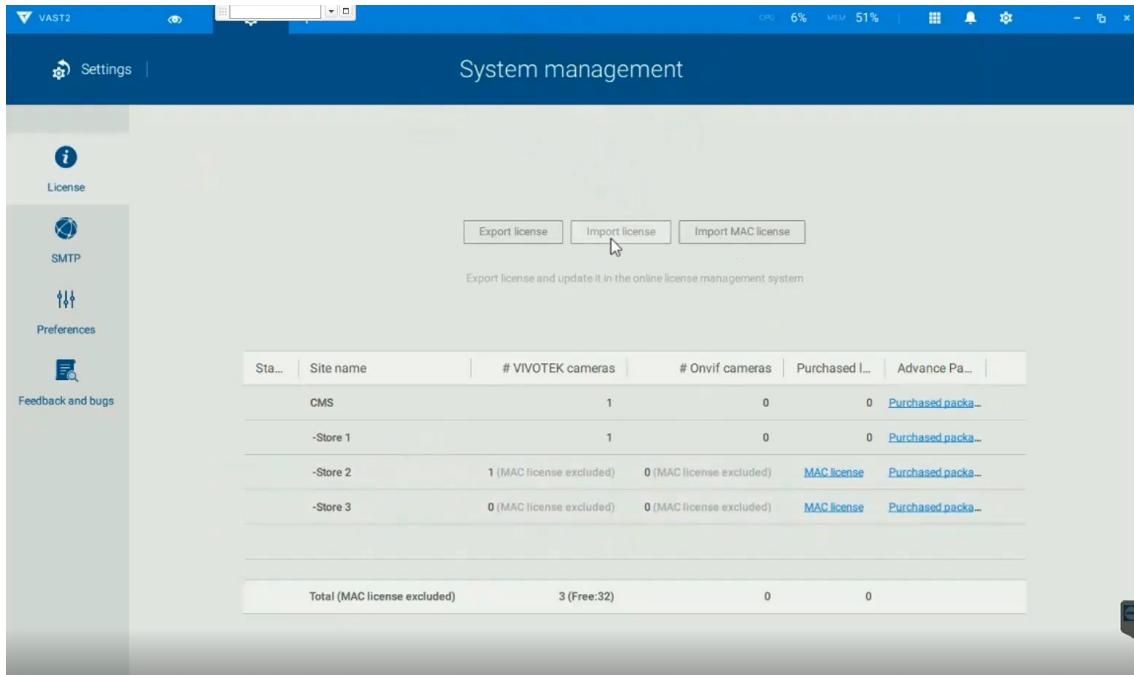 VAST2
CPU 6% MEM 51%
Settings
System management
License
SMTP
Preferences
Feedback and bugs
Export license
Import license
Import MAC license
Export license and update it in the online license management system
Sta... Site name # VIVOTEK cameras # Onvif cameras Purchased l... Advance Pa...
CMS 1 0 0 Purchased packa...
-Store 1 1 0 0 Purchased packa...
-Store 2 1 (MAC license excluded) 0 (MAC license excluded) MAC license Purchased packa...
-Store 3 0 (MAC license excluded) 0 (MAC license excluded) MAC license Purchased packa...
Total (MAC license excluded) 3 (Free:32) 0 0